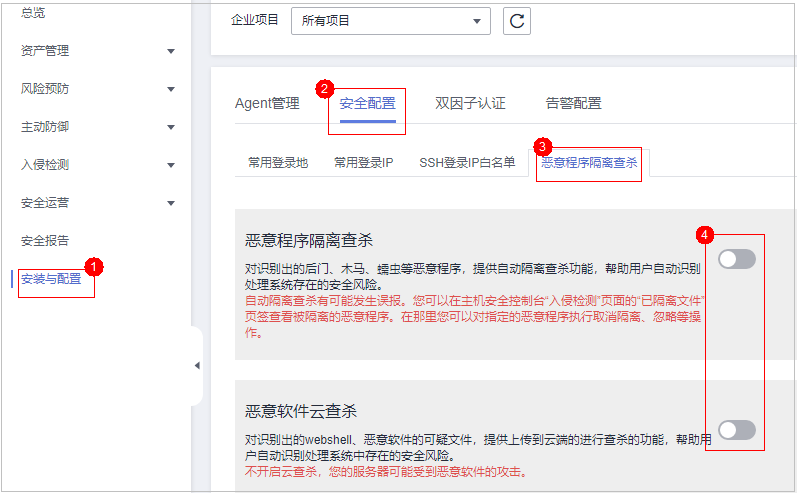 总览
资产管理
风险预防
主动防御
入侵检测
安全运营
安全报告
1
安装与配置
企业项目 所有项目
2
Agent管理 安全配置 双因子认证 告警配置
3
常用登录地 常用登录IP SSH登录IP白名单 恶意程序隔离查杀
4
恶意程序隔离查杀
对识别出的后门、木马、蠕虫等恶意程序，提供自动隔离查杀功能，帮助用户自动识别
处理系统存在的安全风险。
自动隔离查杀有可能发生误报。您可以在主机安全控制台“入侵检测”页面的“已隔离文件”
页签查看被隔离的恶意程序。在那里您可以对指定的恶意程序执行取消隔离、忽略等操
作。
恶意软件云查杀
对识别出的webshell、恶意软件的可疑文件，提供上传到云端的进行查杀的功能，帮助用
户自动识别处理系统中存在的安全风险。
不开启云查杀，您的服务器可能受到恶意软件的攻击。